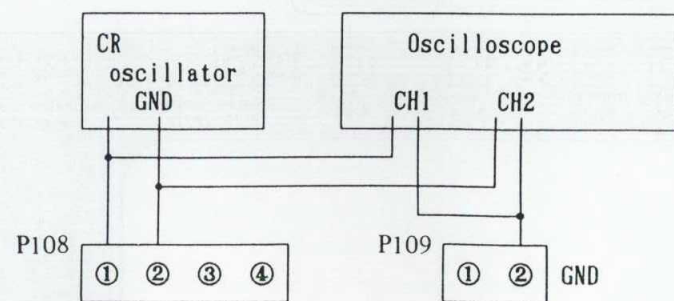 CR
oscillator
GND
Oscilloscope
CH1 CH2
P108
① ② ③ ④
P109
① ② GND